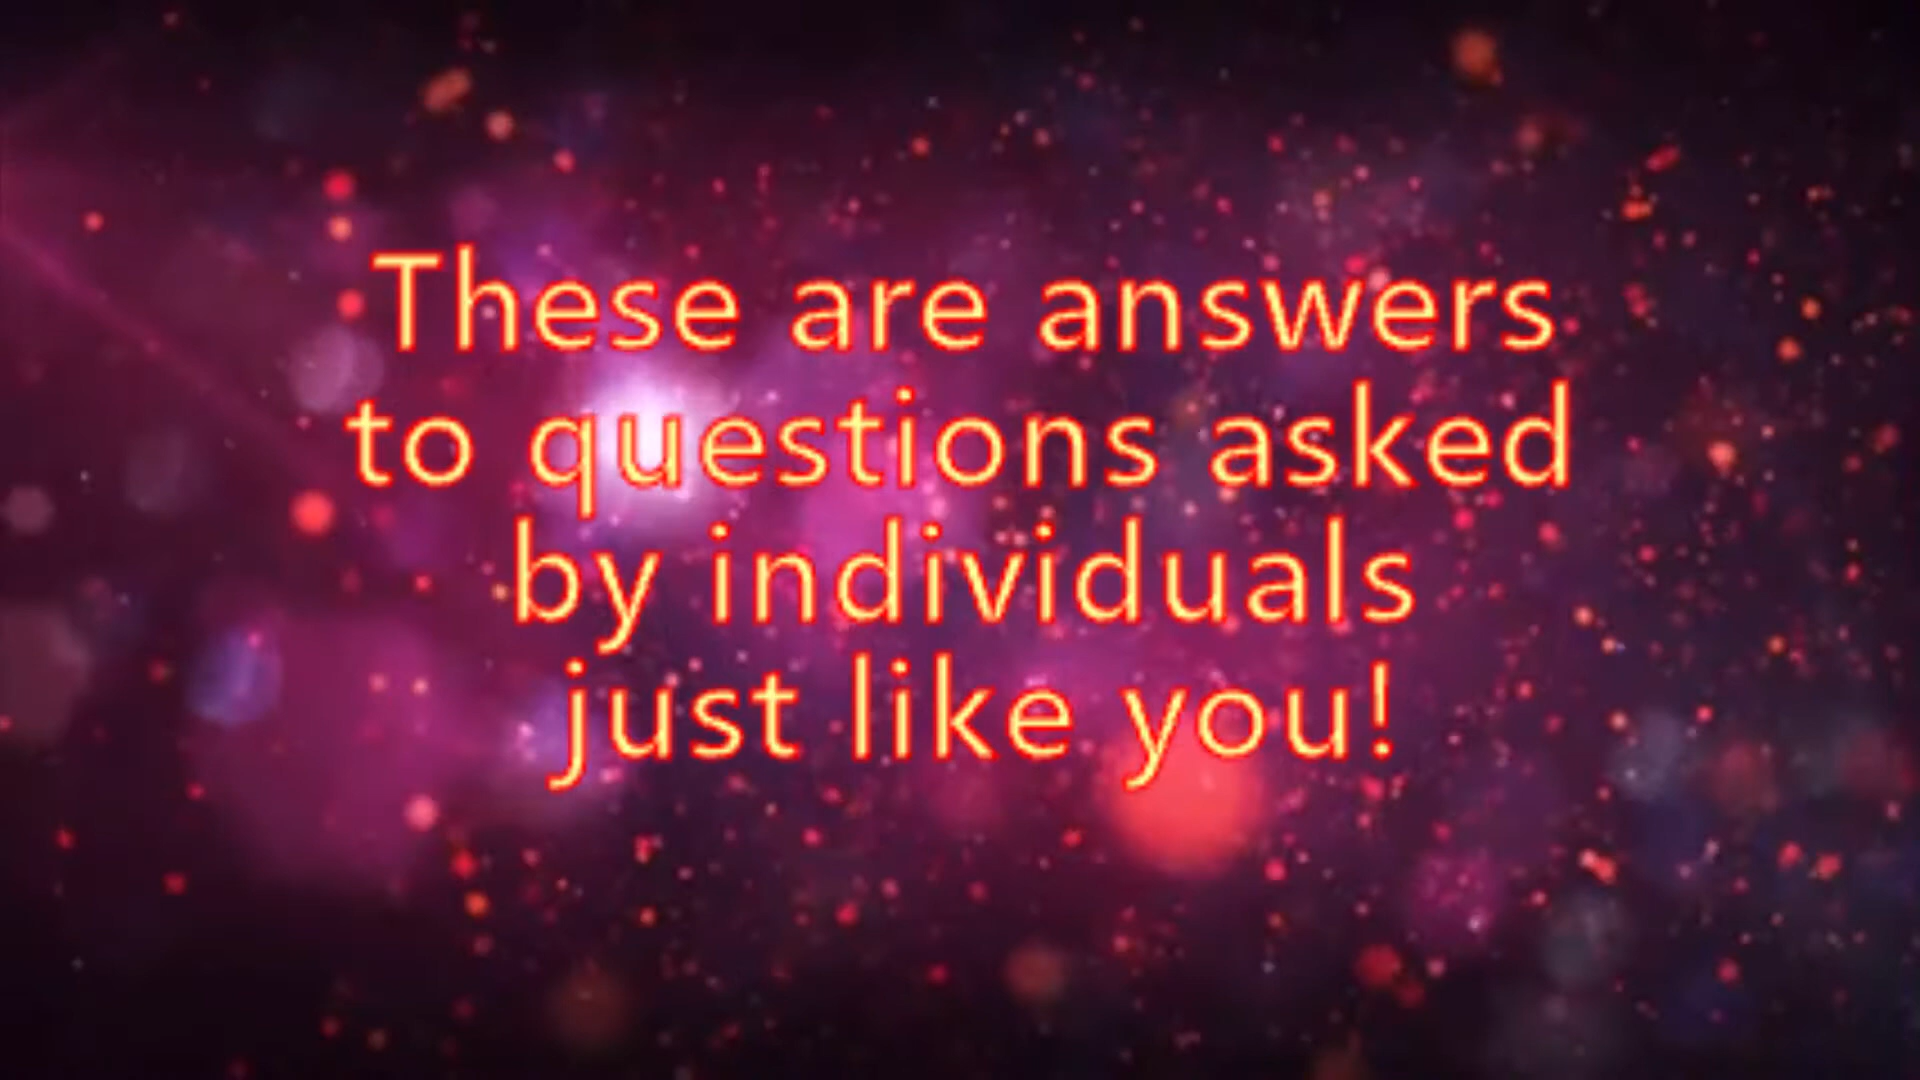 These are answers
to questions asked
by individuals
just like you!